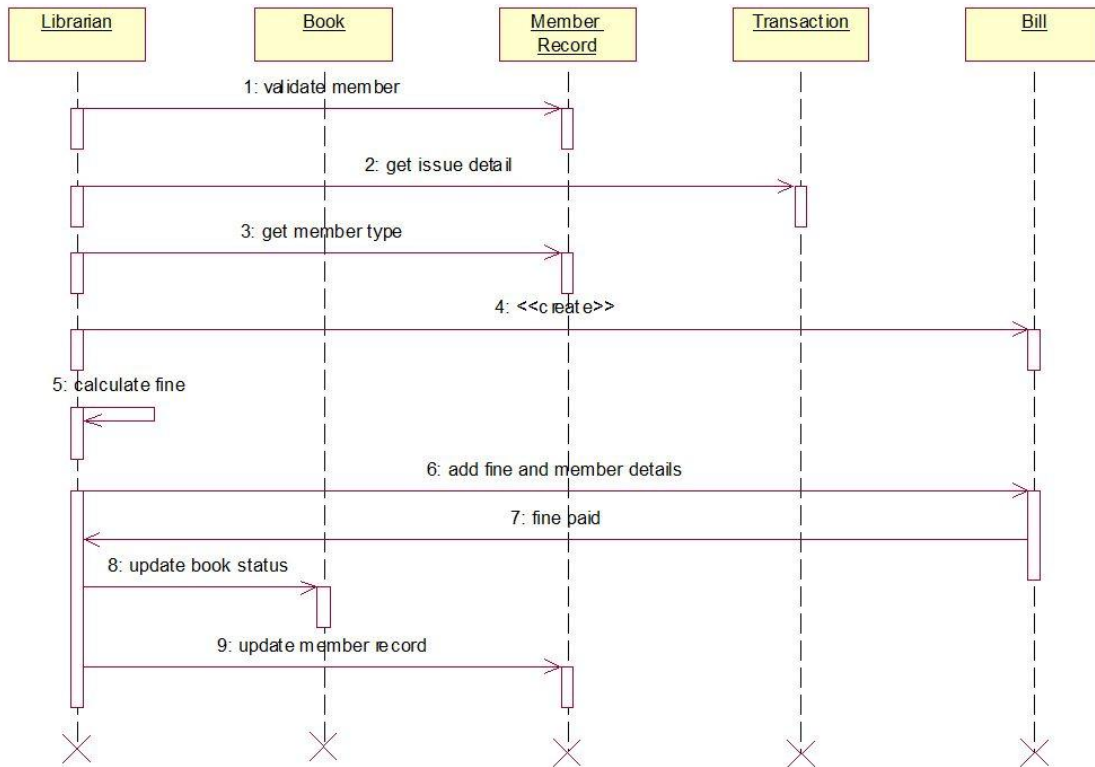 Librarian
Book
Member
Record
Transaction
Bill
1: validate member
2: get issue detail
3: get member type
4: <<create>>
5: calculate fine
6: add fine and member details
7: fine paid
8: update book status
9: update member record